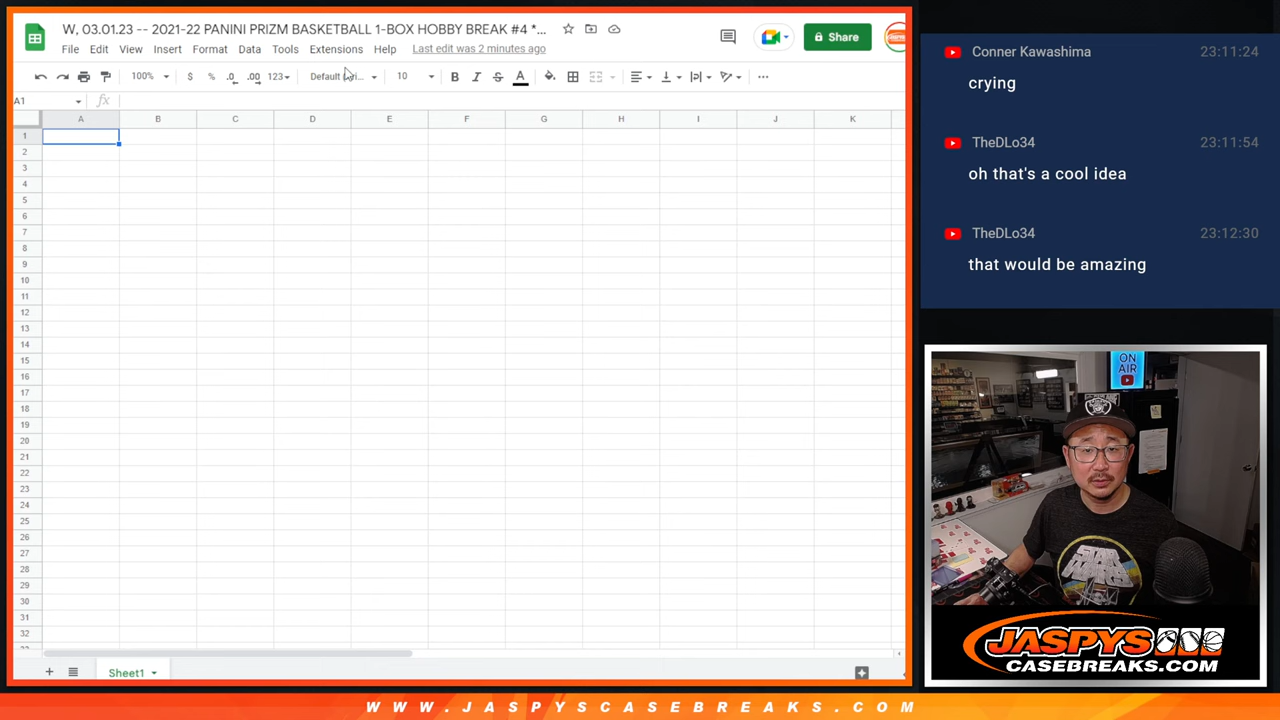 W, 03.01.23 -- 2021-22 PANINI PRIZM BASKETBALL 1-BOX HOBBY BREAK #4 *...
File Edit View Insert Format Data Tools Extensions Help Last edit was 2 minutes ago
Share
100% $ % .0 .00 123 Default 10 B I S A
A1 fx
A B C D E F G H I J K
1
2
3
4
5
6
7
8
9
10
11
12
13
14
15
16
17
18
19
20
21
22
23
24
25
26
27
28
29
30
31
32
Sheet1
Conner Kawashima 23:11:24
crying
TheDLo34 23:11:54
oh that's a cool idea
TheDLo34 23:12:30
that would be amazing
ON
AIR
STAR
WARS
JASPYS
CASEBREAKS.COM
WWW.JASPYSCASEBREAKS.COM